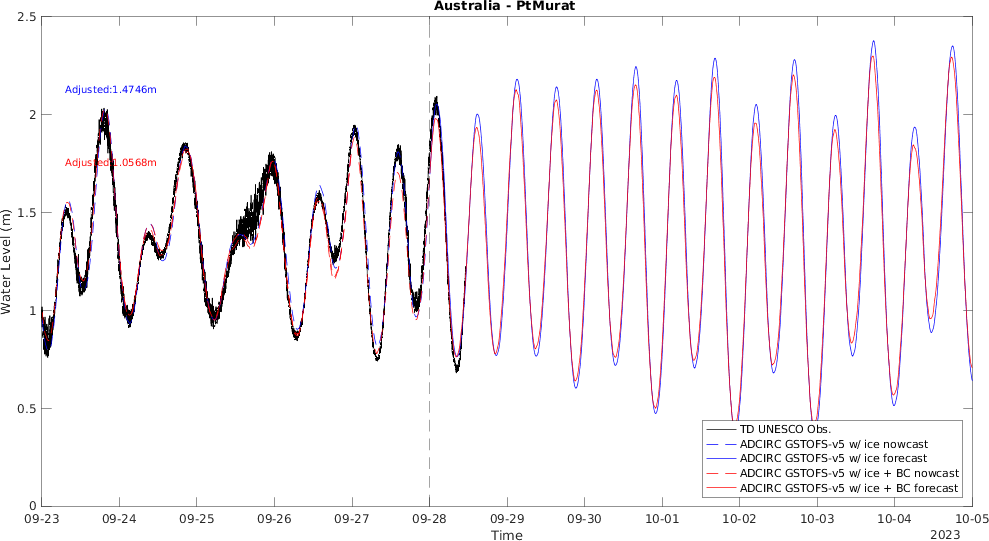 Australia - PtMurat
2.5
2
1.5
1
0.5
0
Water Level (m)
Adjusted:1.4746m
Adjusted:1.0568m
TD UNESCO Obs.
ADCIRC GSTOFS-v5 w/ ice nowcast
ADCIRC GSTOFS-v5 w/ ice forecast
ADCIRC GSTOFS-v5 w/ ice + BC nowcast
ADCIRC GSTOFS-v5 w/ ice + BC forecast
09-23 09-24 09-25 09-26 09-27 09-28 09-29 09-30 10-01 10-02 10-03 10-04 10-05
Time
2023